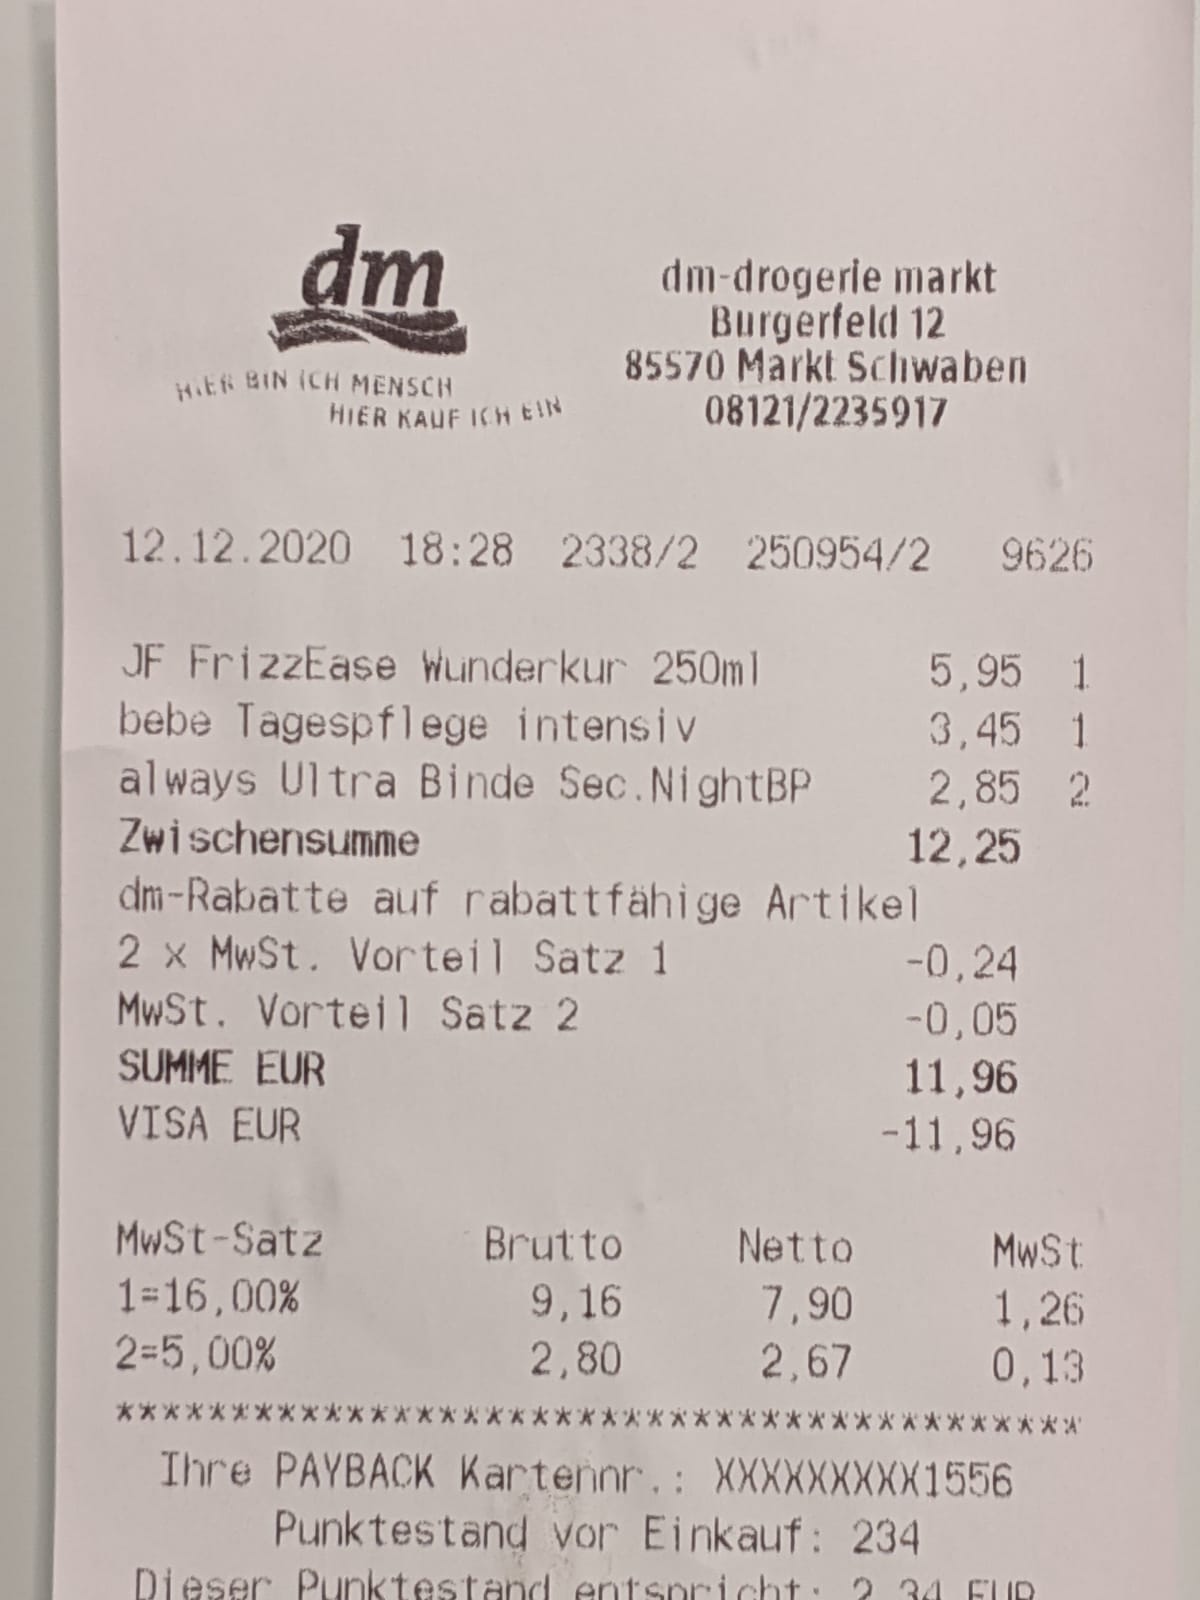 dm
HIER BIN ICH MENSCH
HIER KAUF ICH EIN
dm-drogerie markt
Burgerfeld 12
85570 Markt Schwaben
08121/2235917
12.12.2020 18:28 2338/2 250954/2 9626
JF FrizzEase Wunderkur 250ml 5,95 1
bebe Tagespflege intensiv 3,45 1
always Ultra Binde Sec.NightBP 2,85 2
Zwischensumme 12,25
dm-Rabatte auf rabattfähige Artikel
2 x MwSt. Vorteil Satz 1 -0,24
MwSt. Vorteil Satz 2 -0,05
SUMME EUR 11,96
VISA EUR -11,96
MwSt-Satz Brutto Netto MwSt
1=16,00% 9,16 7,90 1,26
2=5,00% 2,80 2,67 0,13
******************************************
Ihre PAYBACK Kartennr.: XXXXXXXXX1556
Punktestand vor Einkauf: 234
Dieser Punktestand entspricht: 2,34 EUR